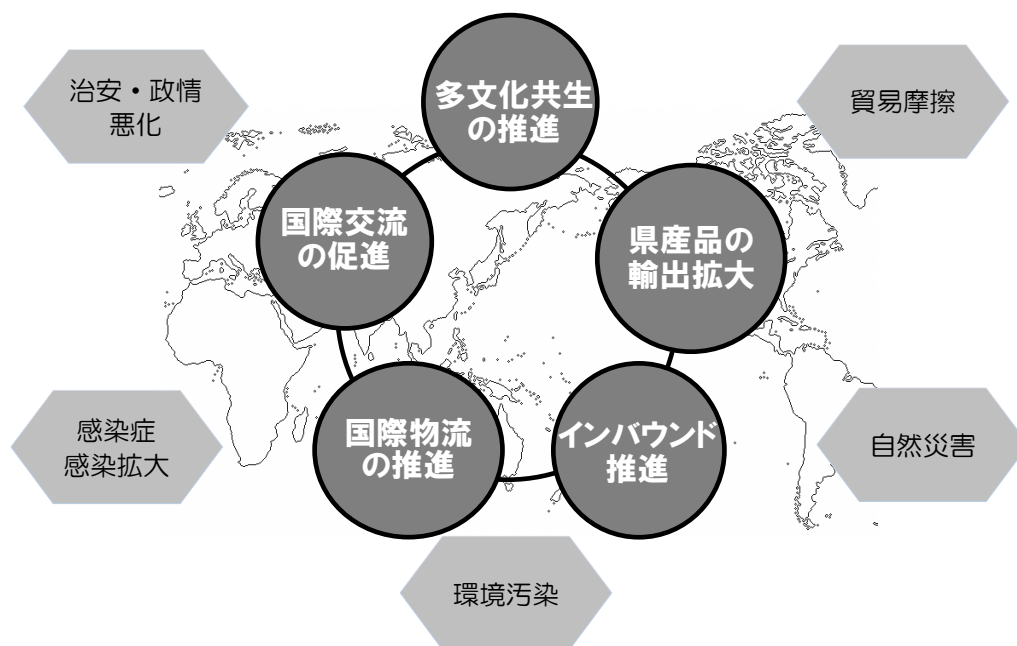 多文化共生
の推進
治安・政情
悪化
貿易摩擦
国際交流
の促進
県産品の
輸出拡大
国際物流
の推進
インバウンド
推進
感染症
感染拡大
自然災害
環境汚染